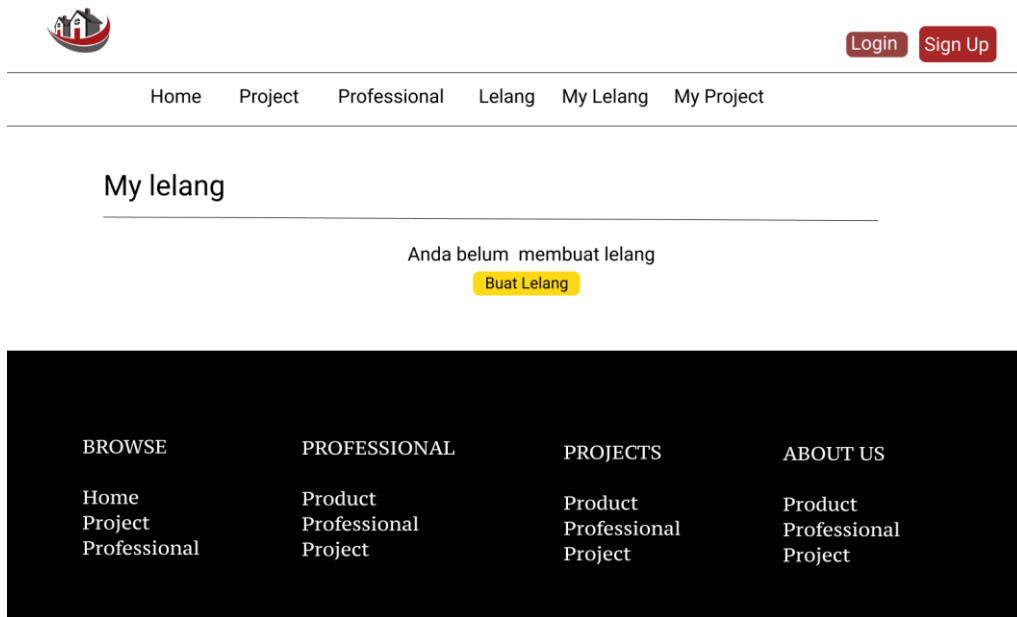 Login Sign Up
Home Project Professional Lelang My Lelang My Project
My lelang
Anda belum membuat lelang
Buat Lelang
BROWSE
Home
Project
Professional
PROFESSIONAL
Product
Professional
Project
PROJECTS
Product
Professional
Project
ABOUT US
Product
Professional
Project